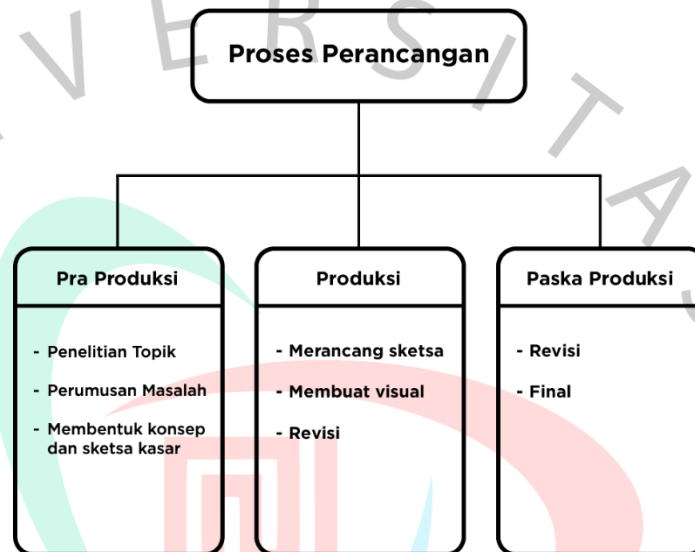 VERSITAS
Proses Perancangan
Pra Produksi
- Penelitian Topik
- Perumusan Masalah
- Membentuk konsep
dan sketsa kasar
Produksi
- Merancang sketsa
- Membuat visual
- Revisi
Paska Produksi
- Revisi
- Final